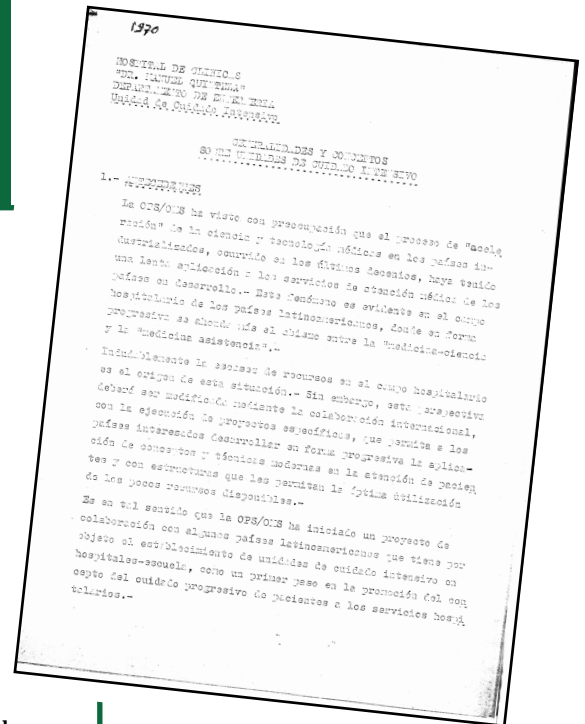 1970
HOSPITAL DE CLINICAS
"DR. MANUEL QUINTELA"
DEPARTAMENTO DE ENFERMERIA
Unidad de Cuidado Intensivo
GENERALIDADES Y CONCEPTOS
SOBRE UNIDADES DE CUIDADO INTENSIVO
1.- ANTECEDENTES
La OPS/OMS ha visto con preocupación que el proceso de "acele
ración" de la ciencia y tecnología médicas en los países in-
dustrializados, ocurrido en los últimos decenios, haya tenido
una lenta aplicación a los servicios de atención médica de los
países en desarrollo.- Este fenómeno es evidente en el campo
hospitalario de los países latinoamericanos, donde en forma
progresiva se ahonda más el abismo entre la "medicina-ciencia
y la "medicina asistencia".-
Indudablemente la escasez de recursos en el campo hospitalario
es el origen de esta situación.- Sin embargo, esta perspectiva
deberá ser modificada mediante la colaboración internacional,
con la ejecución de proyectos específicos, que permita a los
países interesados desarrollar en forma progresiva la aplica-
ción de conceptos y técnicas modernas en la atención de pacien
tes y con estructuras que les permitan la óptima utilización
de los pocos recursos disponibles.-
Es en tal sentido que la OPS/OMS ha iniciado un proyecto de
colaboración con algunos países latinoamericanos que tiene por
objeto el establecimiento de unidades de cuidado intensivo en
hospitales-escuela, como un primer paso en la promoción del con
cepto del cuidado progresivo de pacientes a los servicios hospi
talarios.-